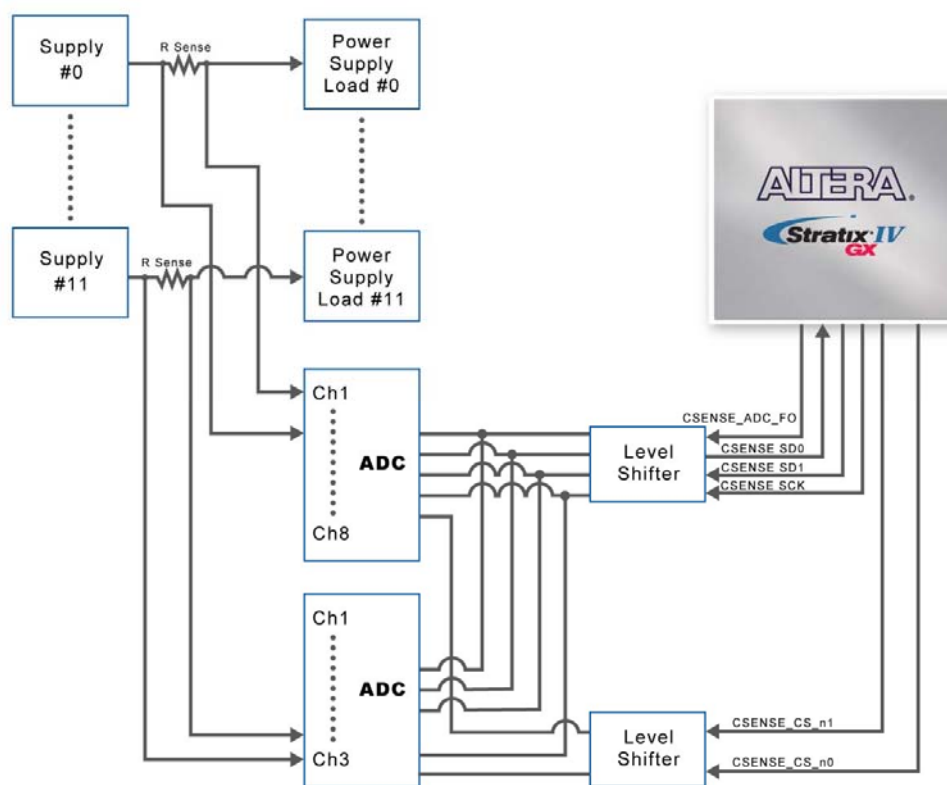 Supply
#0
R Sense
Power
Supply
Load #0
ALTERA®
Stratix IV
GX
Supply
#11
R Sense
Power
Supply
Load #11
Ch1
ADC
Ch8
CSENSE_ADC_FO
Level
Shifter
CSENSE SD0
CSENSE SD1
CSENSE SCK
Ch1
ADC
Ch3
Level
Shifter
CSENSE_CS_n1
CSENSE_CS_n0